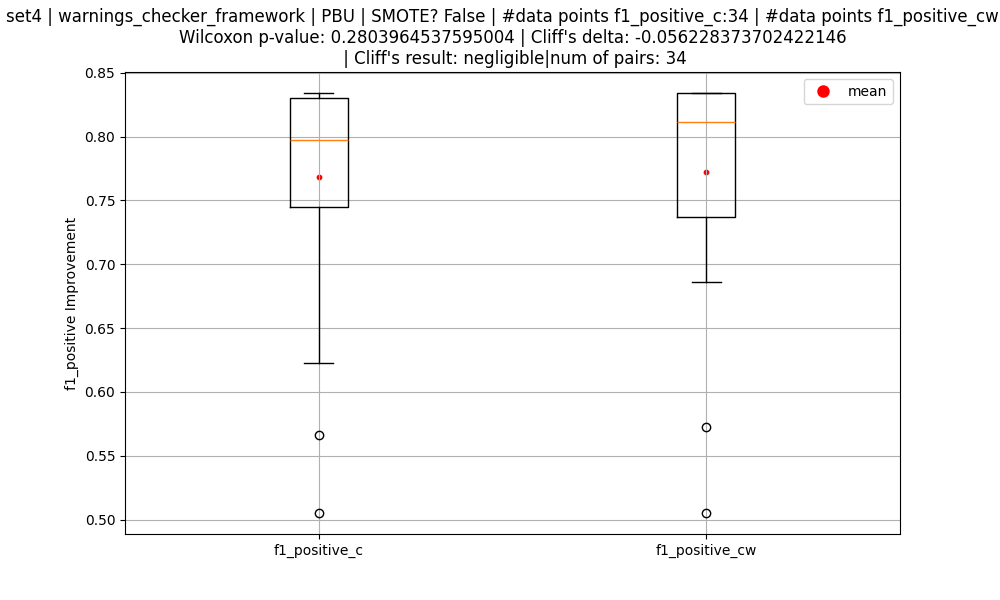 set4 | warnings_checker_framework | PBU | SMOTE? False | #data points f1_positive_c:34 | #data points f1_positive_cw
Wilcoxon p-value: 0.2803964537595004 | Cliff's delta: -0.056228373702422146
| Cliff's result: negligible|num of pairs: 34
mean
0.85
0.80
0.75
0.70
0.65
0.60
0.55
0.50
f1_positive Improvement
f1_positive_c
f1_positive_cw